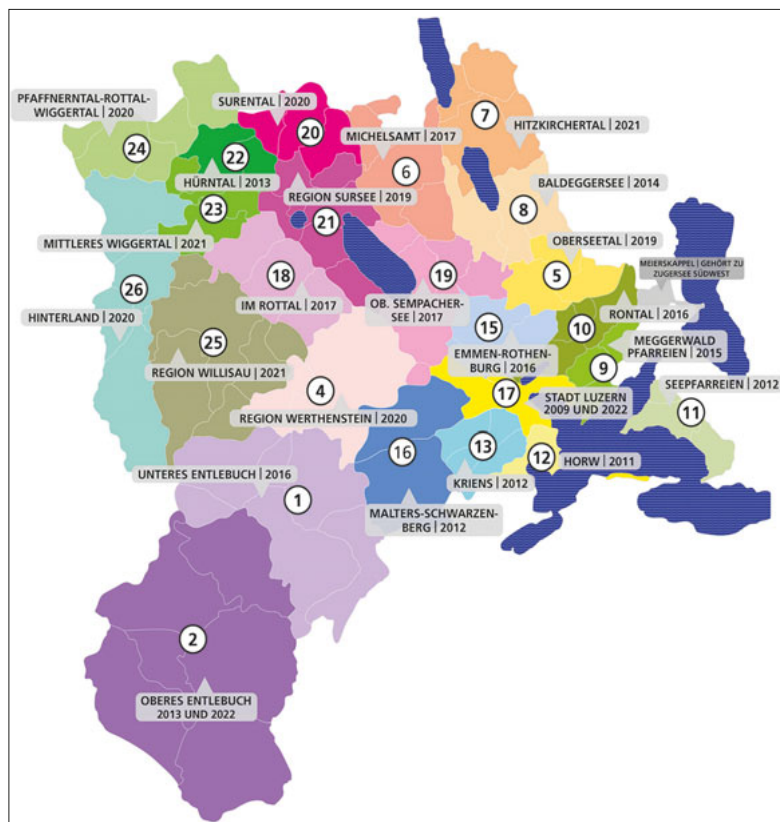 PFAFFNERNTAL-ROTTAL-
WIGGERTAL | 2020
24
SURENTAL | 2020
20
22
HÜRNTAL | 2013
23
MITTLERES WIGGERTAL | 2021
MICHELSAMT | 2017
6
7
HITZKIRCHERTAL | 2021
REGION SURSEE | 2019
21
BALDEGGERSEE | 2014
8
OBERSEETAL | 2019
5
MEIERSKAPPEL | GEHÖRT ZU
ZUGERSEE SÜDWEST
26
HINTERLAND | 2020
18
IM ROTTAL | 2017
19
OB. SEMPACHER-
SEE | 2017
RONTAL | 2016
10
15
EMMEN-ROTHEN-
BURG | 2016
MEGGERWALD
PFARREIEN | 2015
9
25
REGION WILLISAU | 2021
4
REGION WERTHENSTEIN | 2020
17
STADT LUZERN
2009 UND 2022
SEEPFARREIEN | 2012
11
16
MALTERS-SCHWARZEN-
BERG | 2012
13
KRIENS | 2012
12
HORW | 2011
UNTERES ENTLEBUCH | 2016
1
2
OBERES ENTLEBUCH
2013 UND 2022